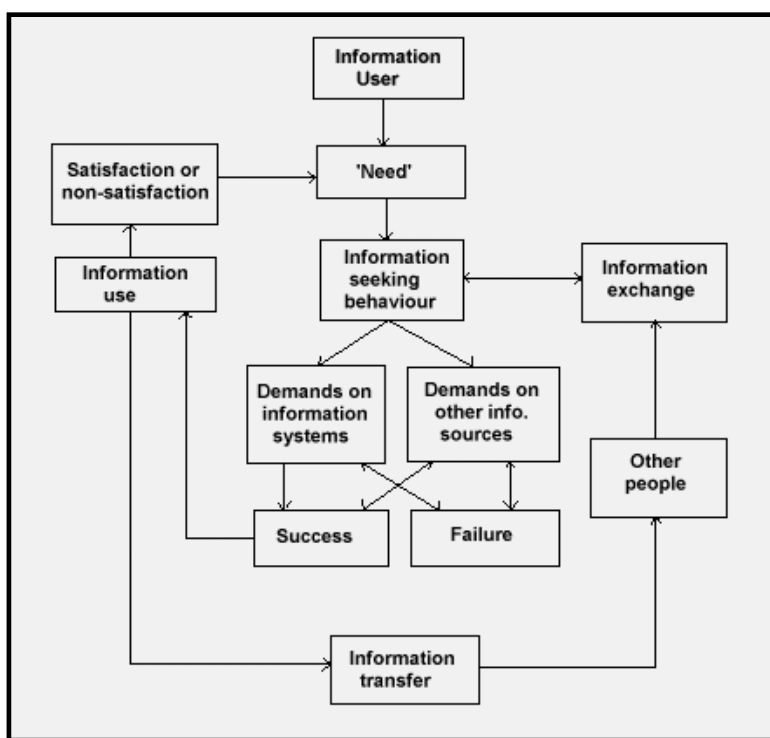 Information
User
Satisfaction or
non-satisfaction
'Need'
Information
use
Information
seeking
behaviour
Information
exchange
Demands on
information
systems
Demands on
other info.
sources
Other
people
Success
Failure
Information
transfer